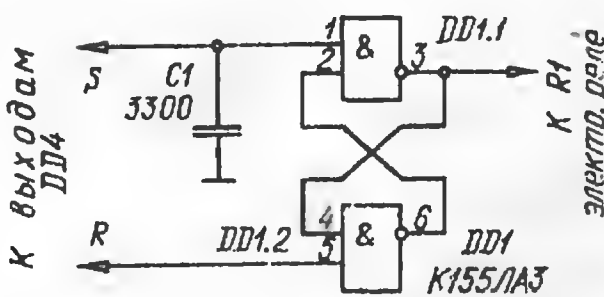 К выходам
DD4
S
R
C1
3300
1
2
&
3
DD1.1
К R1
электр. реле
4
5
&
6
DD1.2
DD1
К155ЛА3